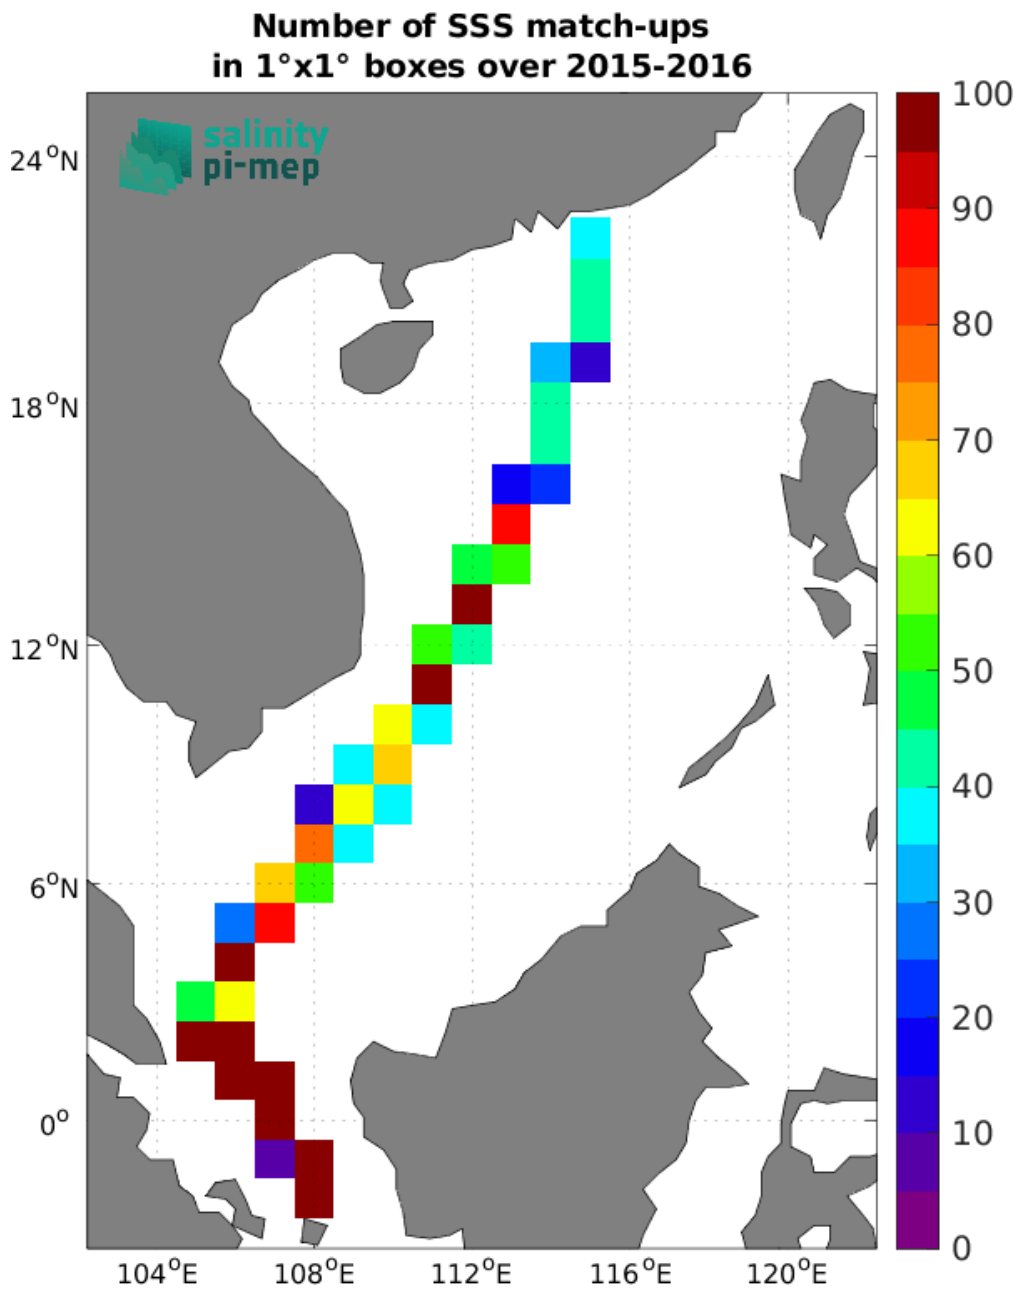 Number of SSS match-ups
in 1°x1° boxes over 2015-2016
salinity
pi-mep
24°N
18°N
12°N
6°N
0°
104°E
108°E
112°E
116°E
120°E
100
90
80
70
60
50
40
30
20
10
0